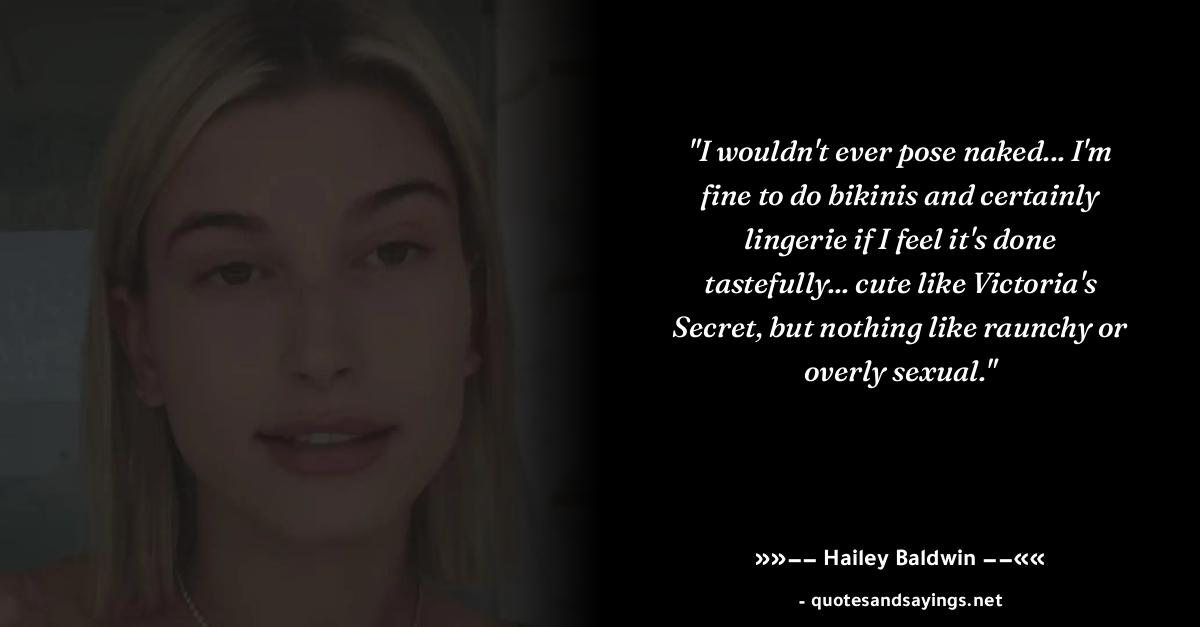 "I wouldn't ever pose naked... I'm
fine to do bikinis and certainly
lingerie if I feel it's done
tastefully... cute like Victoria's
Secret, but nothing like raunchy or
overly sexual."
»»–– Hailey Baldwin ––««
- quotesandsayings.net